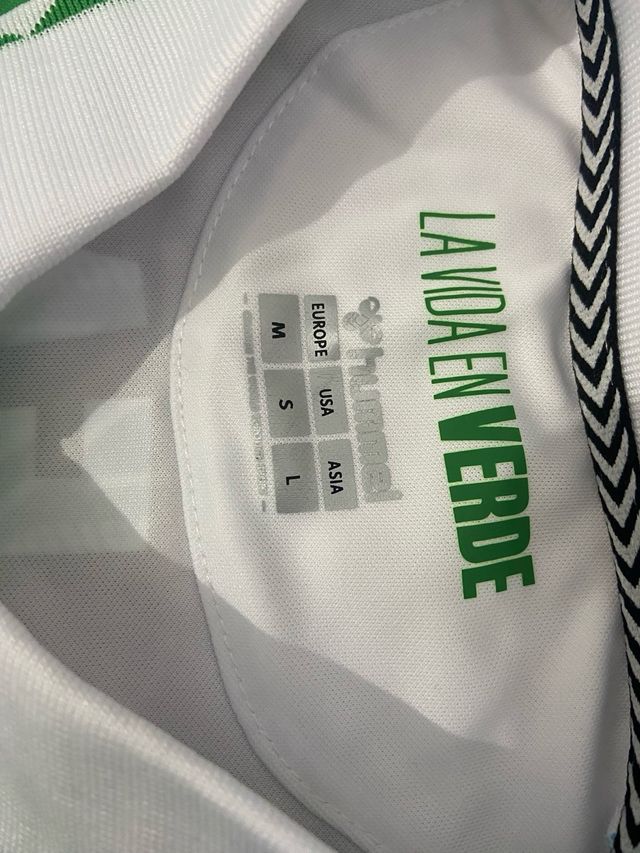 LA VIDA EN VERDE
hummel
EUROPE USA ASIA
M S L